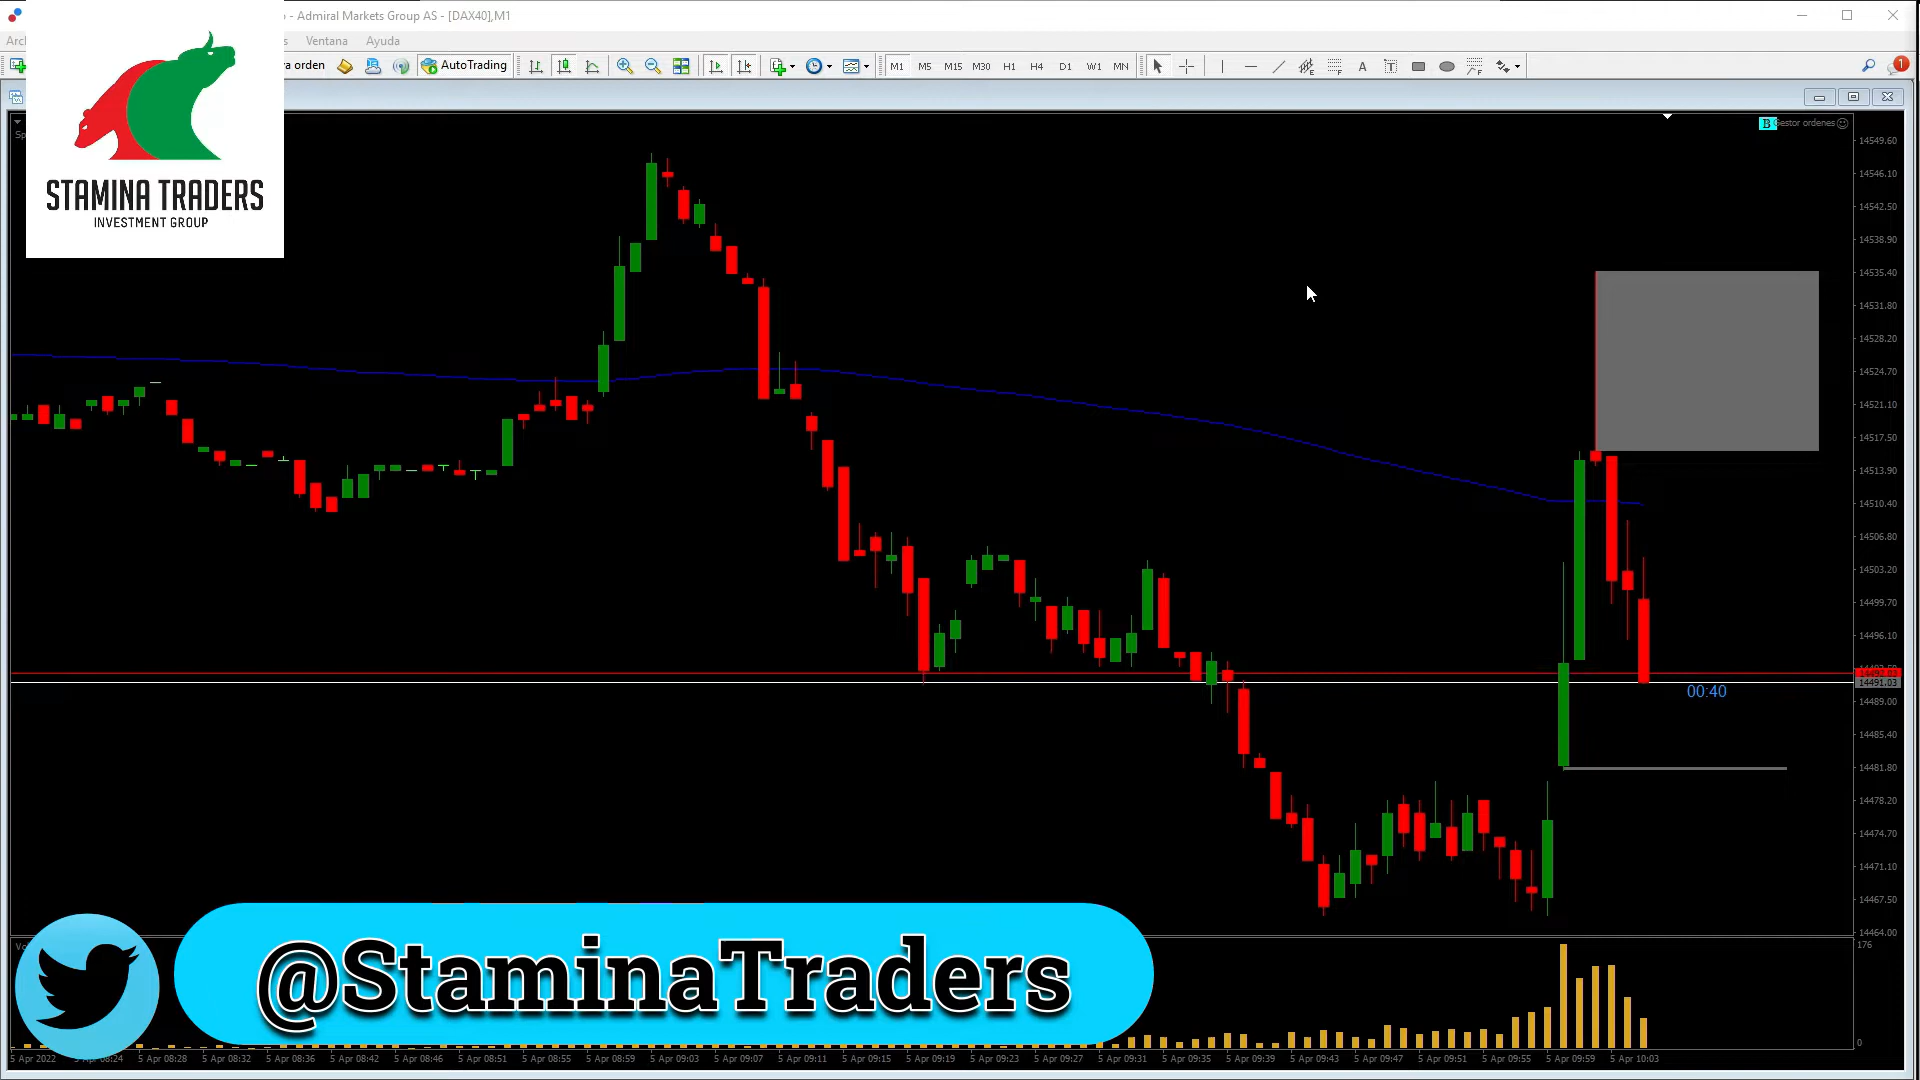 - Admiral Markets Group AS - [DAX40],M1
Ventana Ayuda
orden
AutoTrading
M1 M5 M15 M30 H1 H4 D1 W1 MN
A
T
F
1
STAMINA TRADERS
INVESTMENT GROUP
B
Gestor ordenes
14549.60
14546.10
14542.50
14538.90
14535.40
14531.80
14528.20
14524.70
14521.10
14517.50
14513.90
14510.40
14506.80
14503.20
14499.70
14496.10
14491.03
00:40
14489.00
14485.40
14481.80
14478.20
14474.70
14471.10
14467.50
14464.00
176
0
@StaminaTraders
5 Apr 2022 5 Apr 08:24 5 Apr 08:28 5 Apr 08:32 5 Apr 08:36 5 Apr 08:42 5 Apr 08:46 5 Apr 08:51 5 Apr 08:55 5 Apr 08:59 5 Apr 09:03 5 Apr 09:07 5 Apr 09:11 5 Apr 09:15 5 Apr 09:19 5 Apr 09:23 5 Apr 09:27 5 Apr 09:31 5 Apr 09:35 5 Apr 09:39 5 Apr 09:43 5 Apr 09:47 5 Apr 09:51 5 Apr 09:55 5 Apr 09:59 5 Apr 10:03